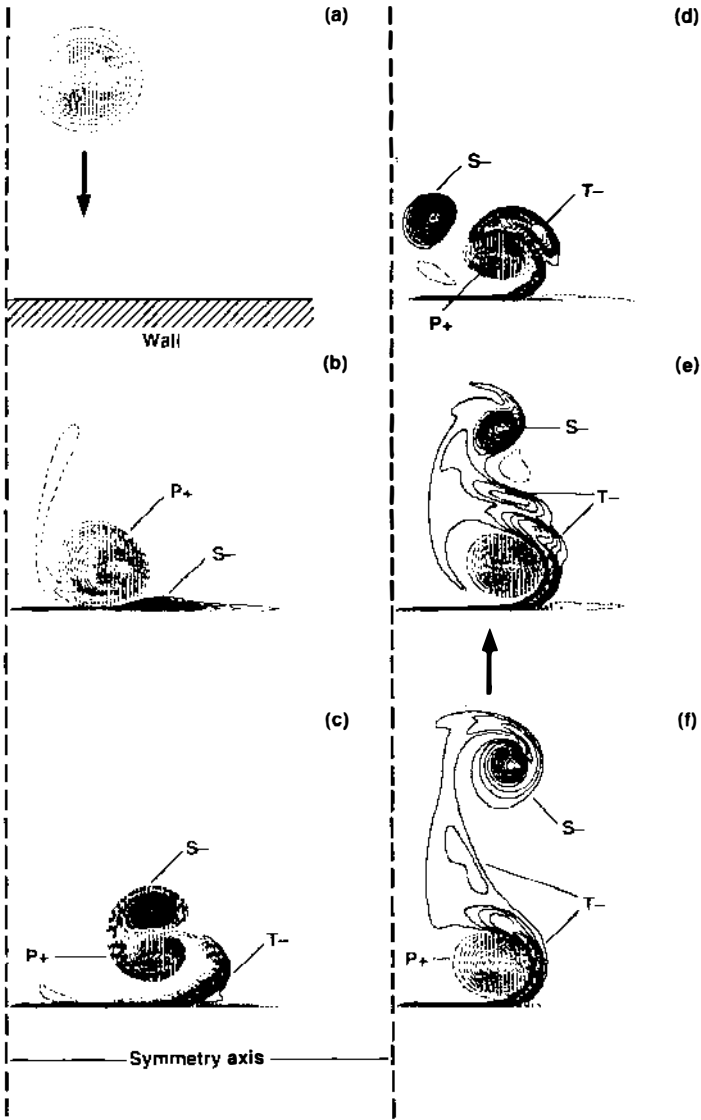 (a)
Wall
(b)
P+
S–
(c)
S–
P+
T–
(d)
S–
T–
P+
(e)
S–
T–
(f)
S–
T–
P+
Symmetry axis